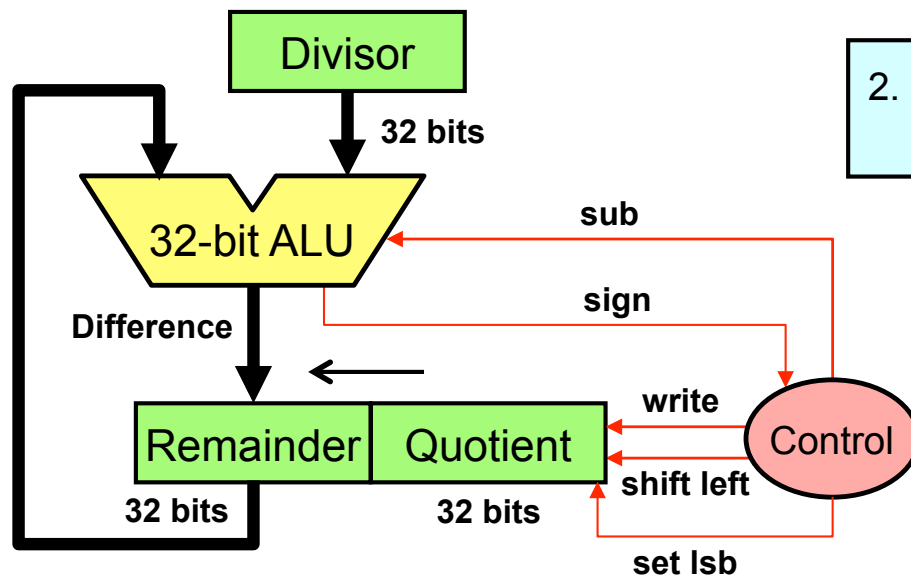 Divisor
2.
32 bits
sub
32-bit ALU
sign
Difference
write
Remainder
Quotient
Control
shift left
32 bits
32 bits
set lsb